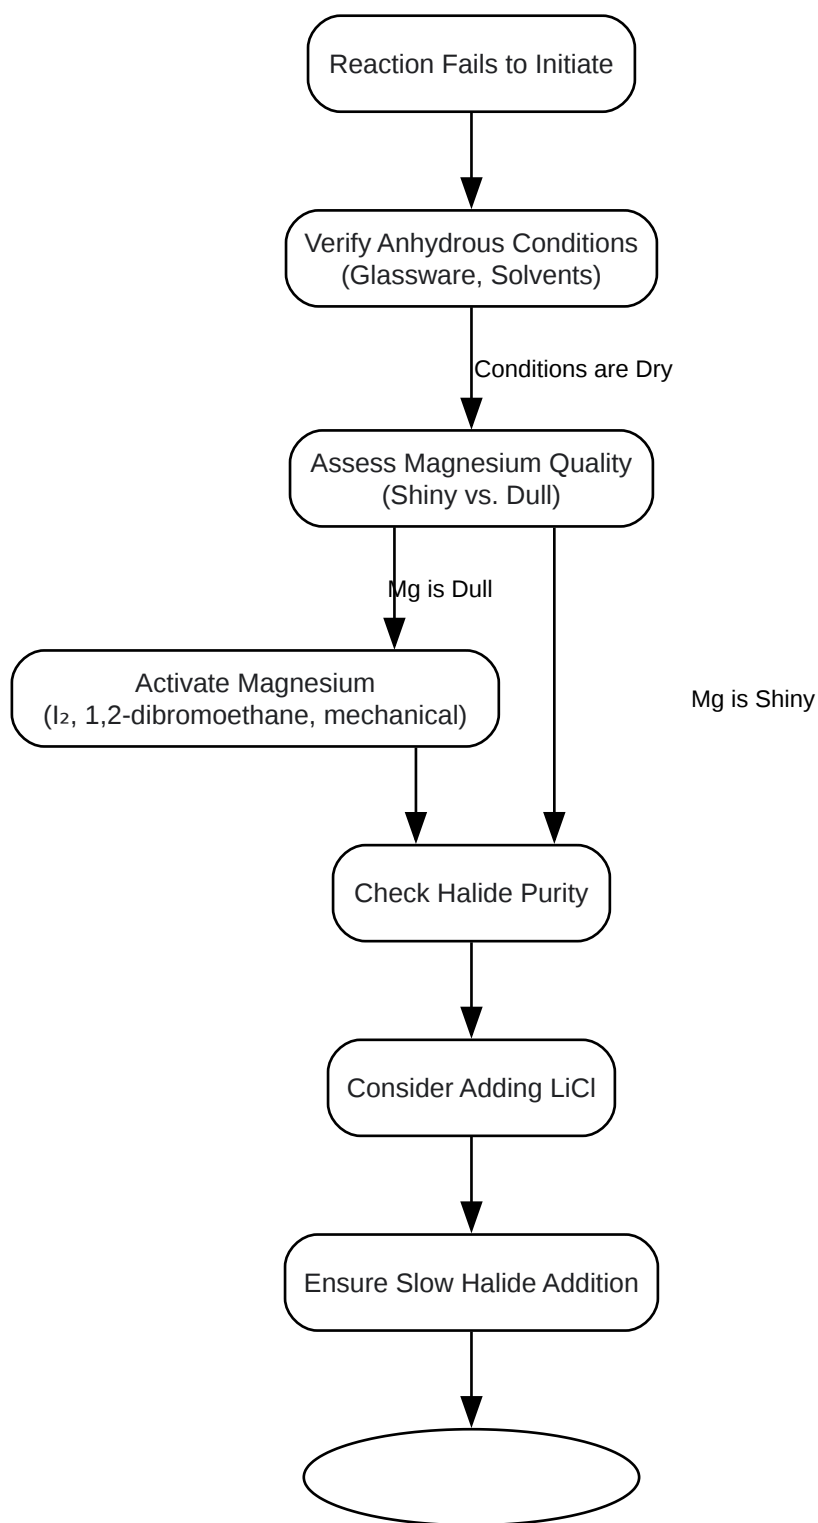 Reaction Fails to Initiate
Verify Anhydrous Conditions
(Glassware, Solvents)
Conditions are Dry
Assess Magnesium Quality
(Shiny vs. Dull)
Mg is Dull
Activate Magnesium
(I₂, 1,2-dibromoethane, mechanical)
Mg is Shiny
Check Halide Purity
Consider Adding LiCl
Ensure Slow Halide Addition